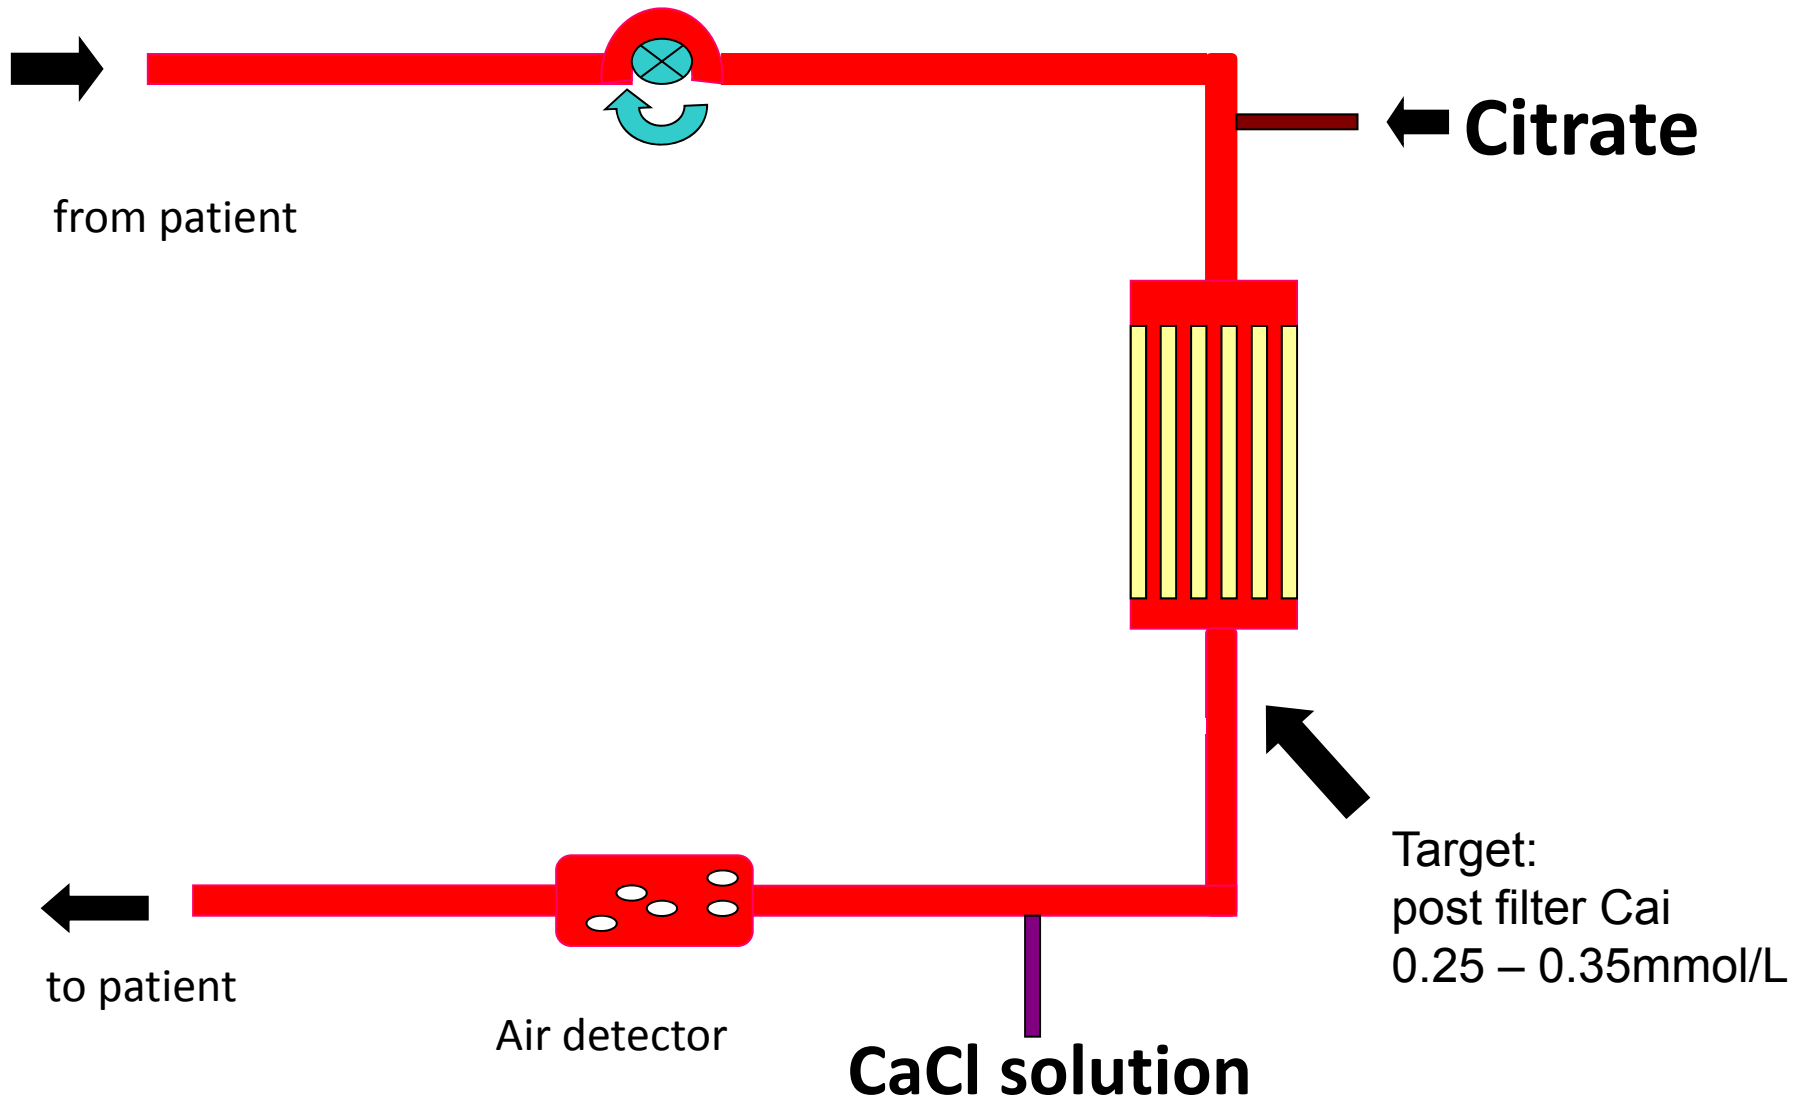 Citrate
from patient
Target:
post filter Cai
0.25 – 0.35mmol/L
to patient
Air detector
CaCl solution